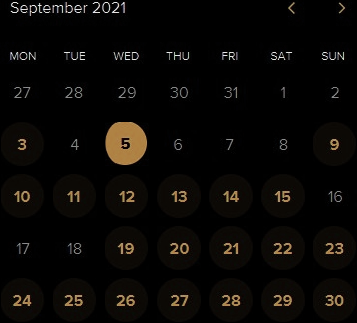 September 2021
MON TUE WED THU FRI SAT SUN
27 28 29 30 31 1 2
3 4 5 6 7 8 9
10 11 12 13 14 15 16
17 18 19 20 21 22 23
24 25 26 27 28 29 30